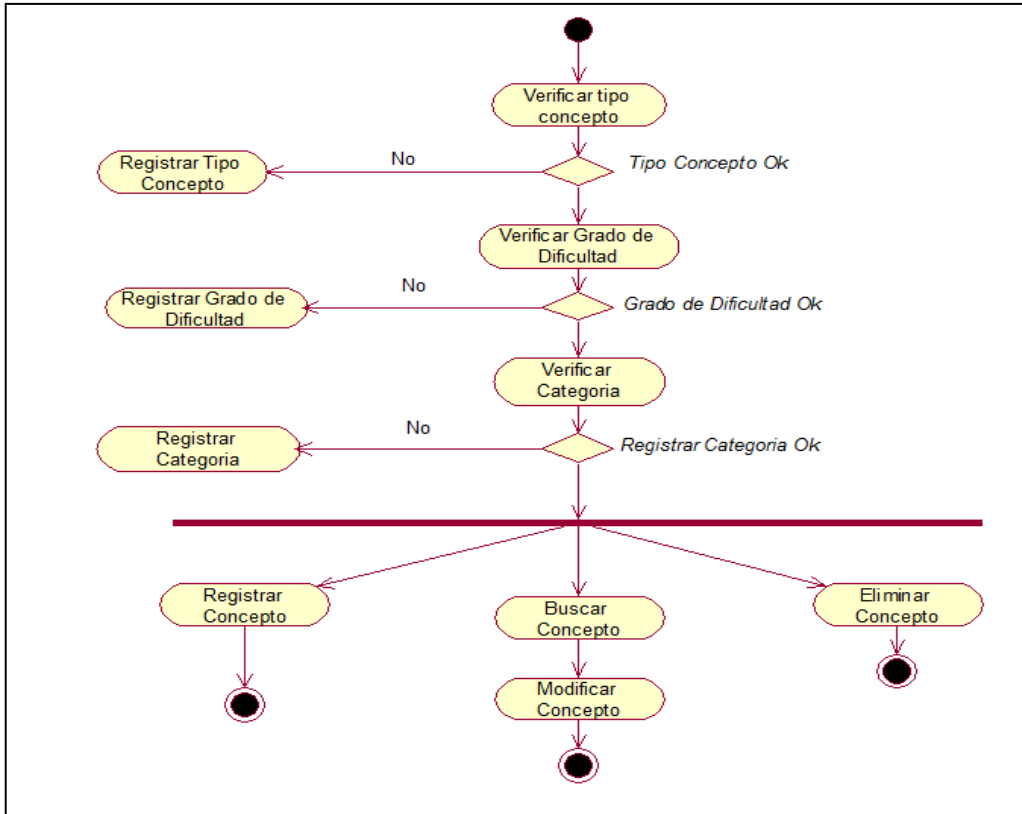 Verificar tipo
concepto
No
Tipo Concepto Ok
Registrar Tipo
Concepto
Verificar Grado de
Dificultad
No
Grado de Dificultad Ok
Registrar Grado de
Dificultad
Verificar
Categoria
No
Registrar Categoria Ok
Registrar
Categoria
Registrar
Concepto
Buscar
Concepto
Eliminar
Concepto
Modificar
Concepto